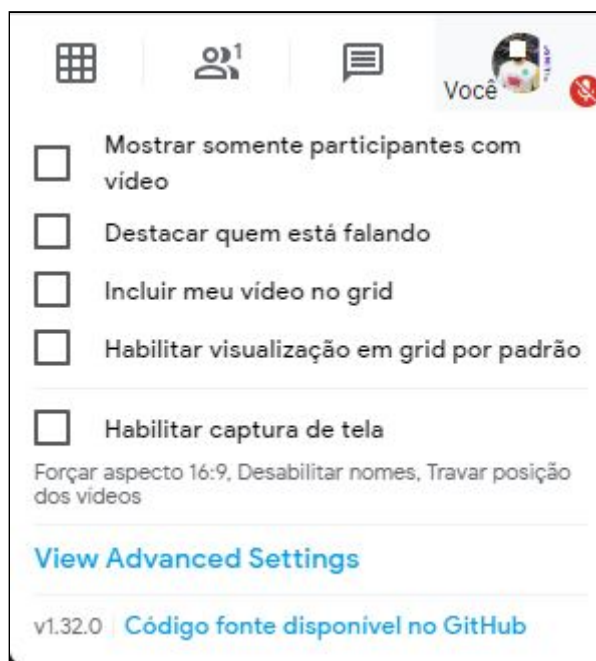 1
Você
Mostrar somente participantes com
vídeo
Destacar quem está falando
Incluir meu vídeo no grid
Habilitar visualização em grid por padrão
Habilitar captura de tela
Forçar aspecto 16:9, Desabilitar nomes, Travar posição
dos vídeos
View Advanced Settings
v1.32.0 Código fonte disponível no GitHub